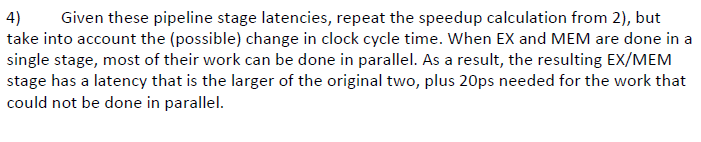 4) Given these pipeline stage latencies, repeat the speedup calculation from 2), but
take into account the (possible) change in clock cycle time. When EX and MEM are done in a
single stage, most of their work can be done in parallel. As a result, the resulting EX/MEM
stage has a latency that is the larger of the original two, plus 20ps needed for the work that
could not be done in parallel.